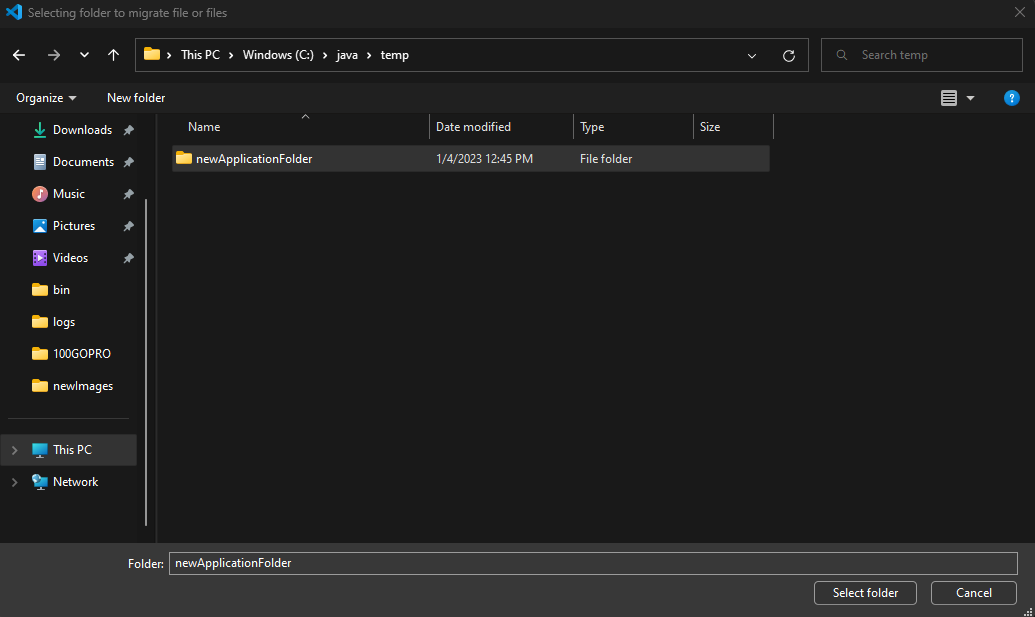 Selecting folder to migrate file or files
This PC Windows (C:) java temp
Search temp
Organize New folder
?
Downloads
Documents
Music
Pictures
Videos
bin
logs
100GOPRO
newImages
This PC
Network
Name Date modified Type Size
newApplicationFolder 1/4/2023 12:45 PM File folder
Folder: newApplicationFolder
Select folder Cancel